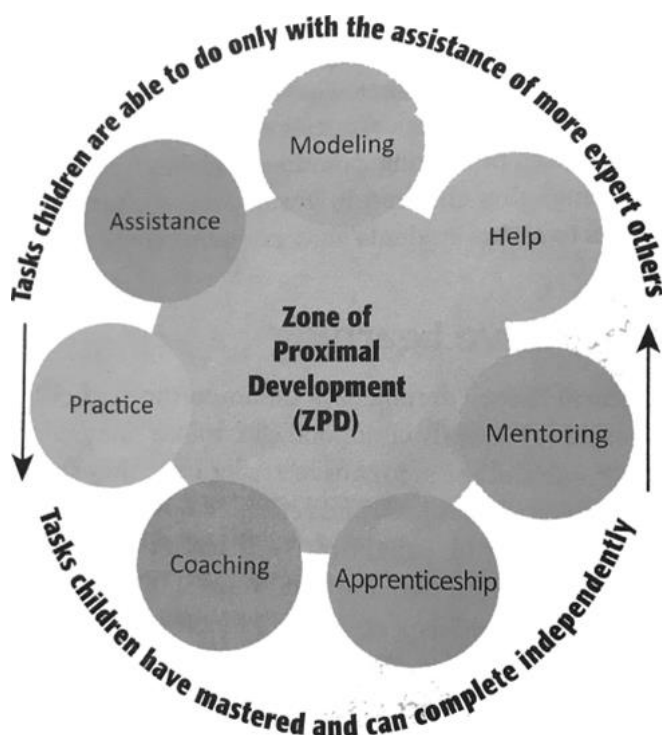 Tasks children are able to do only with the assistance of more expert others
Modeling
Assistance
Help
Zone of
Proximal
Development
(ZPD)
Practice
Mentoring
Coaching
Apprenticeship
Tasks children have mastered and can complete independently